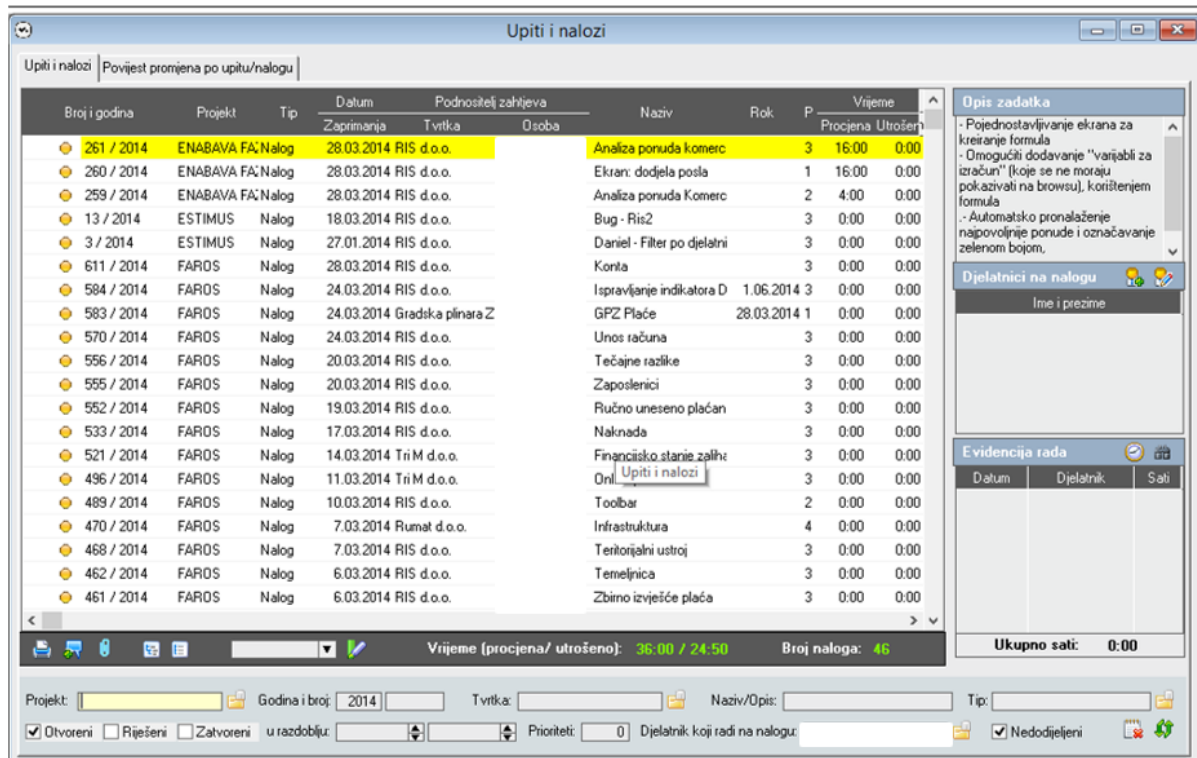 Upiti i nalozi
Upiti i nalozi Povijest promjena po upitu/nalogu
Broj i godina Projekt Tip Datum Podnositelj zahtjeva Naziv Rok P Vrijeme
Zaprimanja Tvrtka Osoba Procjena Utrošen
261 / 2014 ENABAVA FA Nalog 28.03.2014 RIS d.o.o. Analiza ponuda komerc 3 16:00 0:00
260 / 2014 ENABAVA FA Nalog 28.03.2014 RIS d.o.o. Ekran: dodjela posla 1 16:00 0:00
259 / 2014 ENABAVA FA Nalog 28.03.2014 RIS d.o.o. Analiza ponuda Komerc 2 4:00 0:00
13 / 2014 ESTIMUS Nalog 18.03.2014 RIS d.o.o. Bug - Ris2 3 0:00 0:00
3 / 2014 ESTIMUS Nalog 27.01.2014 RIS d.o.o. Daniel - Filter po djelatni 3 0:00 0:00
611 / 2014 FAROS Nalog 28.03.2014 RIS d.o.o. Konta 3 0:00 0:00
584 / 2014 FAROS Nalog 24.03.2014 RIS d.o.o. Ispravljanje indikatora D 1.06.2014 3 0:00 0:00
583 / 2014 FAROS Nalog 24.03.2014 Gradska plinara Z GPZ Plaće 28.03.2014 1 0:00 0:00
570 / 2014 FAROS Nalog 24.03.2014 RIS d.o.o. Unos računa 3 0:00 0:00
556 / 2014 FAROS Nalog 20.03.2014 RIS d.o.o. Tečajne razlike 3 0:00 0:00
555 / 2014 FAROS Nalog 20.03.2014 RIS d.o.o. Zaposlenici 3 0:00 0:00
552 / 2014 FAROS Nalog 19.03.2014 RIS d.o.o. Ručno uneseno plaćan 3 0:00 0:00
533 / 2014 FAROS Nalog 17.03.2014 RIS d.o.o. Naknada 3 0:00 0:00
521 / 2014 FAROS Nalog 14.03.2014 Tri M d.o.o. Financijsko stanje zaliha 3 0:00 0:00
496 / 2014 FAROS Nalog 11.03.2014 Tri M d.o.o. Onl 3 0:00 0:00
Upiti i nalozi
489 / 2014 FAROS Nalog 10.03.2014 RIS d.o.o. Toolbar 2 0:00 0:00
470 / 2014 FAROS Nalog 7.03.2014 Rumat d.o.o. Infrastruktura 4 0:00 0:00
468 / 2014 FAROS Nalog 7.03.2014 RIS d.o.o. Teritorijalni ustroj 3 0:00 0:00
462 / 2014 FAROS Nalog 6.03.2014 RIS d.o.o. Temeljnica 3 0:00 0:00
461 / 2014 FAROS Nalog 6.03.2014 RIS d.o.o. Zbirno izvješće plaća 3 0:00 0:00
Vrijeme (procjena/ utrošeno): 36:00 / 24:50 Broj naloga: 46
Opis zadatka
- Pojednostavljivanje ekrana za
kreiranje formula
- Omogućiti dodavanje "varijabli za
izračun" (koje se ne moraju
pokazivati na browsu), korištenjem
formula
.- Automatsko pronalaženje
najpovoljnije ponude i označavanje
zelenom bojom,
Djelatnici na nalogu
Ime i prezime
Evidencija rada
Datum Djelatnik Sati
Ukupno sati: 0:00
Projekt: Godina i broj: 2014 Tvrtka: Naziv/Opis: Tip:
Otvoreni Riješeni Zatvoreni u razdoblju: Prioriteti: 0 Djelatnik koji radi na nalogu: Nedodijeljeni